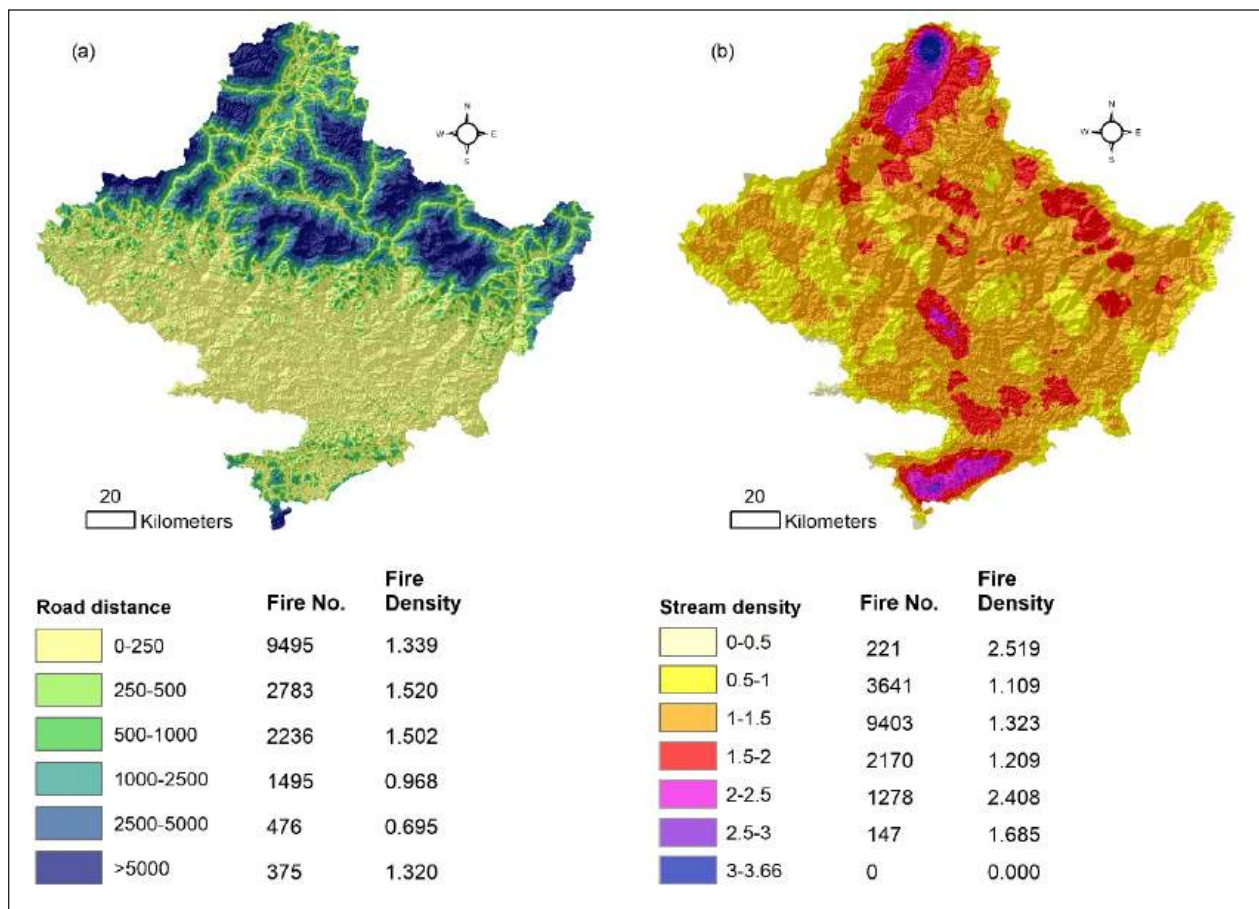 (a)
N
W E
S
20
Kilometers
(b)
N
W E
S
20
Kilometers
Road distance Fire No. Fire Density
0-250 9495 1.339
250-500 2783 1.520
500-1000 2236 1.502
1000-2500 1495 0.968
2500-5000 476 0.695
>5000 375 1.320
Stream density Fire No. Fire Density
0-0.5 221 2.519
0.5-1 3641 1.109
1-1.5 9403 1.323
1.5-2 2170 1.209
2-2.5 1278 2.408
2.5-3 147 1.685
3-3.66 0 0.000